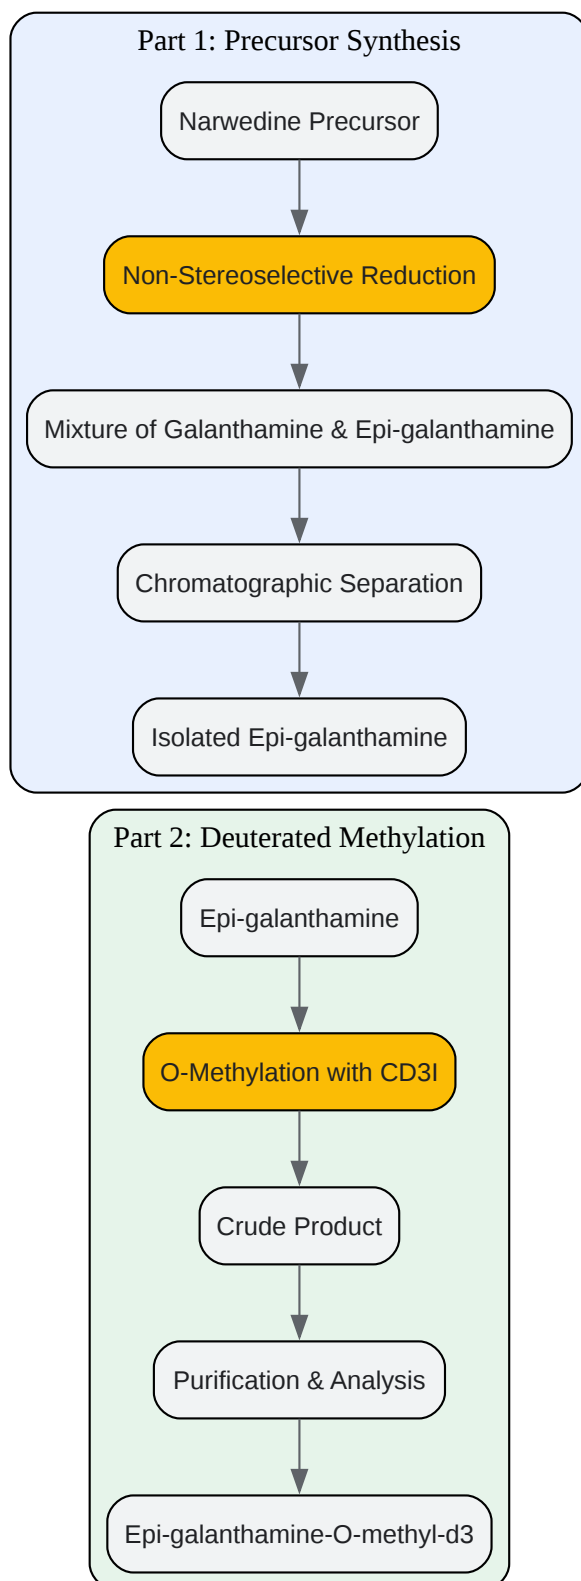 Part 1: Precursor Synthesis
Narwedine Precursor
Non-Stereoselective Reduction
Mixture of Galanthamine & Epi-galanthamine
Chromatographic Separation
Isolated Epi-galanthamine
Part 2: Deuterated Methylation
Epi-galanthamine
O-Methylation with CD3I
Crude Product
Purification & Analysis
Epi-galanthamine-O-methyl-d3